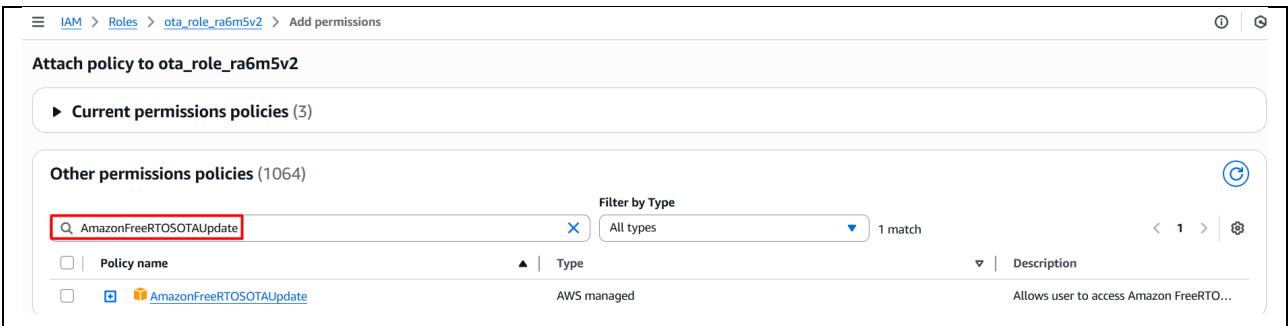 IAM > Roles > ota_role_ra6m5v2 > Add permissions
Attach policy to ota_role_ra6m5v2
Current permissions policies (3)
Other permissions policies (1064)
Filter by Type
AmazonFreeRTOSOTAUpdate All types 1 match < 1 >
Policy name Type Description
AmazonFreeRTOSOTAUpdate AWS managed Allows user to access Amazon FreeRTO...